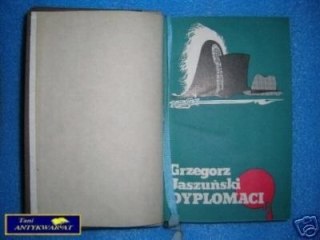 Grzegorz
Jaszuński
DYPLOMACI
Tani
ANTYKWARIAT